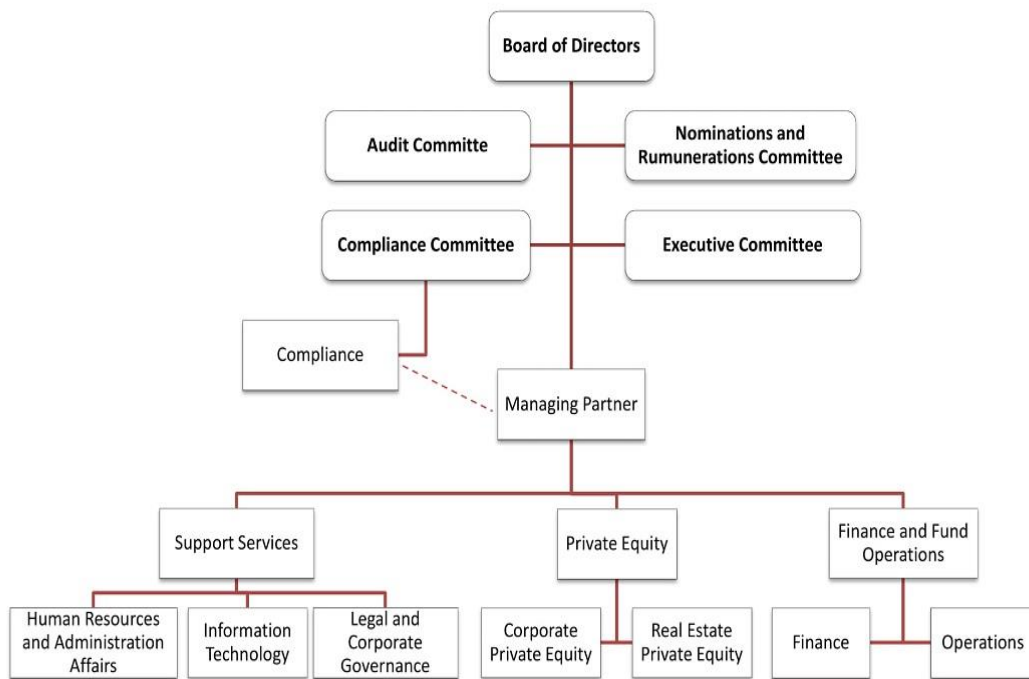 Board of Directors
Audit Committe
Nominations and
Rumunerations Committee
Compliance Committee
Executive Committee
Compliance
Managing Partner
Support Services
Private Equity
Finance and Fund
Operations
Human Resources
and Administration
Affairs
Information
Technology
Legal and
Corporate
Governance
Corporate
Private Equity
Real Estate
Private Equity
Finance
Operations